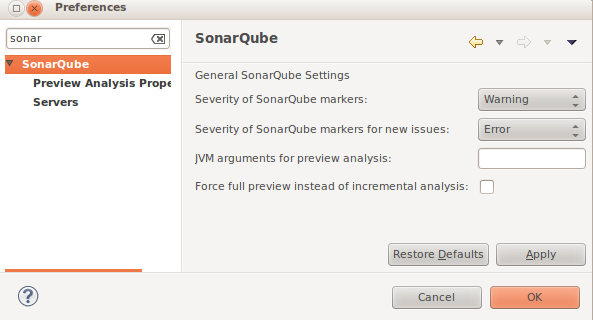 Preferences
sonar
SonarQube
Preview Analysis Prope
Servers
SonarQube
General SonarQube Settings
Severity of SonarQube markers:
Warning
Severity of SonarQube markers for new issues:
Error
JVM arguments for preview analysis:
Force full preview instead of incremental analysis:
Restore Defaults
Apply
?
Cancel
OK